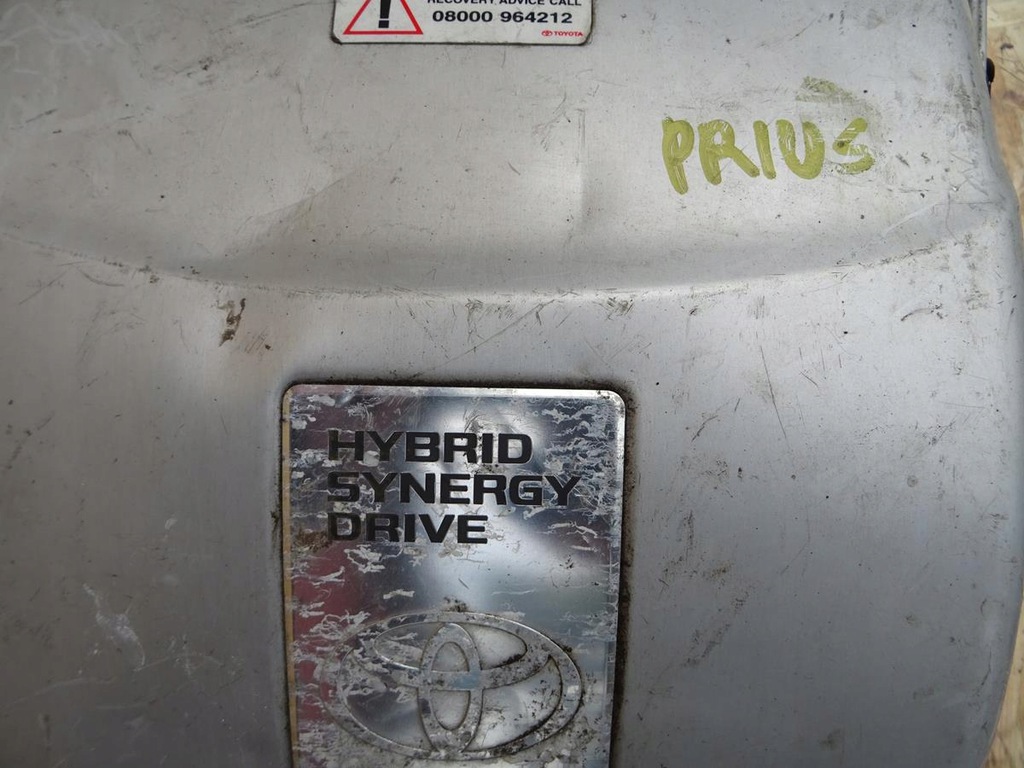 RECOVERY ADVICE CALL
08000 964212
TOYOTA
PRIUS
HYBRID
SYNERGY
DRIVE